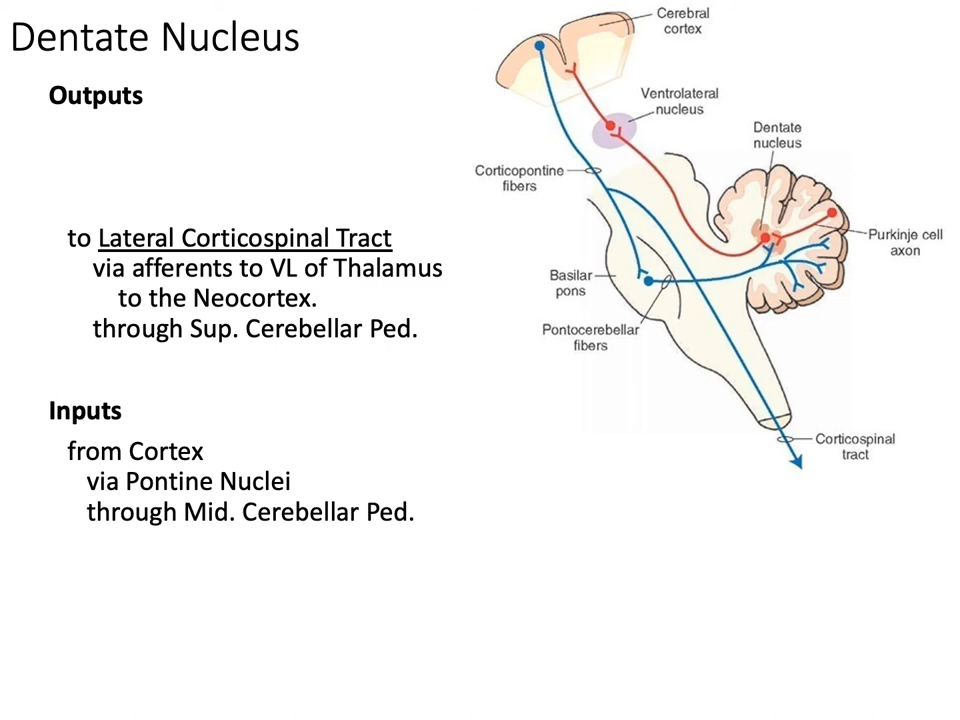 Dentate Nucleus
Outputs
to Lateral Corticospinal Tract
via afferents to VL of Thalamus
to the Neocortex.
through Sup. Cerebellar Ped.
Inputs
from Cortex
via Pontine Nuclei
through Mid. Cerebellar Ped.
Cerebral
cortex
Ventrolateral
nucleus
Dentate
nucleus
Corticopontine
fibers
Purkinje cell
axon
Basilar
pons
Pontocerebellar
fibers
Corticospinal
tract